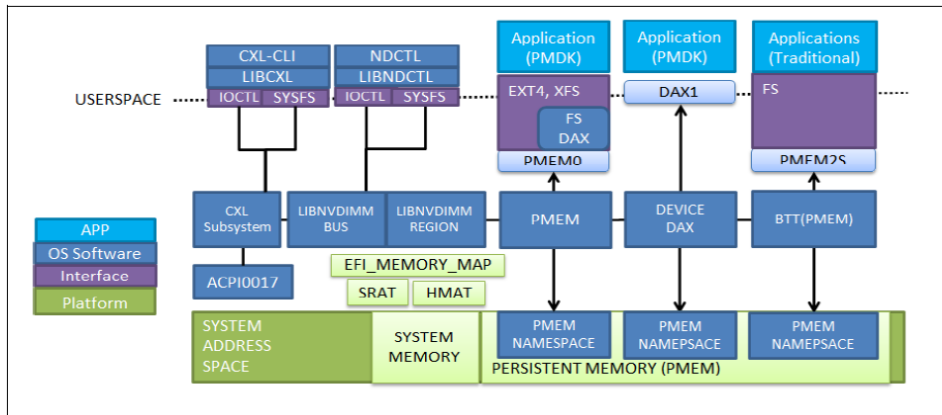 CXL-CLI
LIBCXL
IOCTL SYSFS
NDCTL
LIBNDCTL
IOCTL SYSFS
Application
(PMDK)
Application
(PMDK)
Applications
(Traditional)
USERSPACE
EXT4, XFS
FS
DAX
PMEM0
DAX1
FS
PMEM2S
CXL
Subsystem
LIBNVDIMM
BUS
LIBNVDIMM
REGION
PMEM
DEVICE
DAX
BTT(PMEM)
APP
OS Software
Interface
Platform
ACPI0017
EFI_MEMORY_MAP
SRAT
HMAT
SYSTEM
ADDRESS
SPACE
SYSTEM
MEMORY
PMEM
NAMESPACE
PMEM
NAMEPSACE
PMEM
NAMEPSACE
PERSISTENT MEMORY (PMEM)